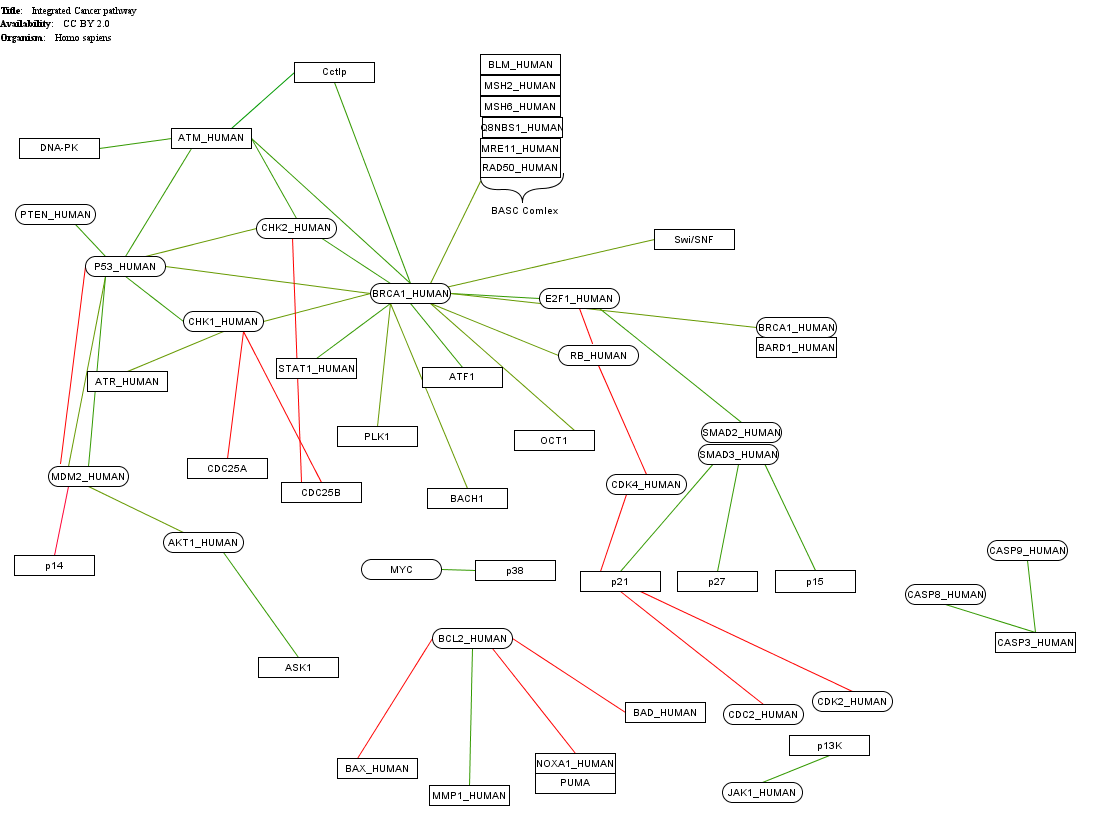 Title: Integrated Cancer pathway
Availability: CC BY 2.0
Organism: Homo sapiens
BLM_HUMAN
CctIp
MSH2_HUMAN
MSH6_HUMAN
Q8NBS1_HUMAN
ATM_HUMAN
DNA-PK
MRE11_HUMAN
RAD50_HUMAN
BASC Comlex
PTEN_HUMAN
CHK2_HUMAN
Swi/SNF
P53_HUMAN
BRCA1_HUMAN
E2F1_HUMAN
CHK1_HUMAN
BRCA1_HUMAN
BARD1_HUMAN
RB_HUMAN
STAT1_HUMAN
ATF1
ATR_HUMAN
SMAD2_HUMAN
PLK1
OCT1
SMAD3_HUMAN
CDC25A
MDM2_HUMAN
CDK4_HUMAN
CDC25B
BACH1
AKT1_HUMAN
CASP9_HUMAN
p14
MYC
p38
p21
p27
p15
CASP8_HUMAN
BCL2_HUMAN
CASP3_HUMAN
ASK1
CDK2_HUMAN
BAD_HUMAN
CDC2_HUMAN
p13K
NOXA1_HUMAN
BAX_HUMAN
PUMA
JAK1_HUMAN
MMP1_HUMAN